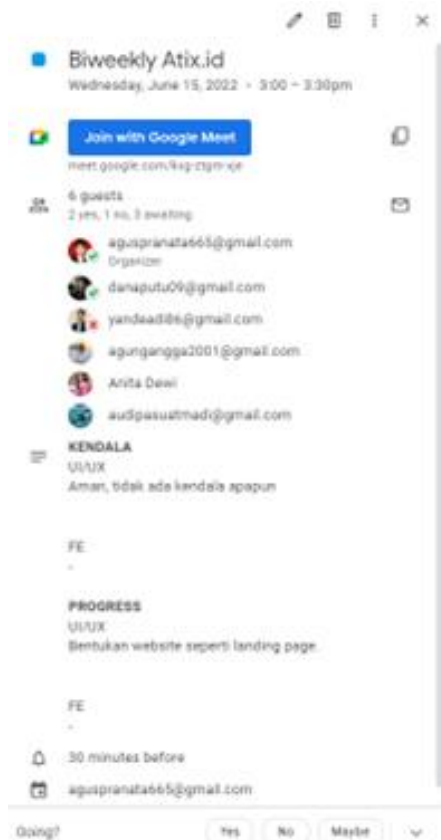 Biweekly Atix.id
Wednesday, June 15, 2022 • 3:00 – 3:30pm
Join with Google Meet
6 guests
2 yes, 1 no, 3 awaiting
aguspranata665@gmail.com
Organizer
danaputu09@gmail.com
yandeadi86@gmail.com
agungangga2001@gmail.com
Anita Dewi
audipasuatmadi@gmail.com
KENDALA
UI/UX
Aman, tidak ada kendala apapun
FE
-
PROGRESS
UI/UX
Bentukan website seperti landing page.
FE
-
30 minutes before
aguspranata665@gmail.com
Going?
Yes
No
Maybe